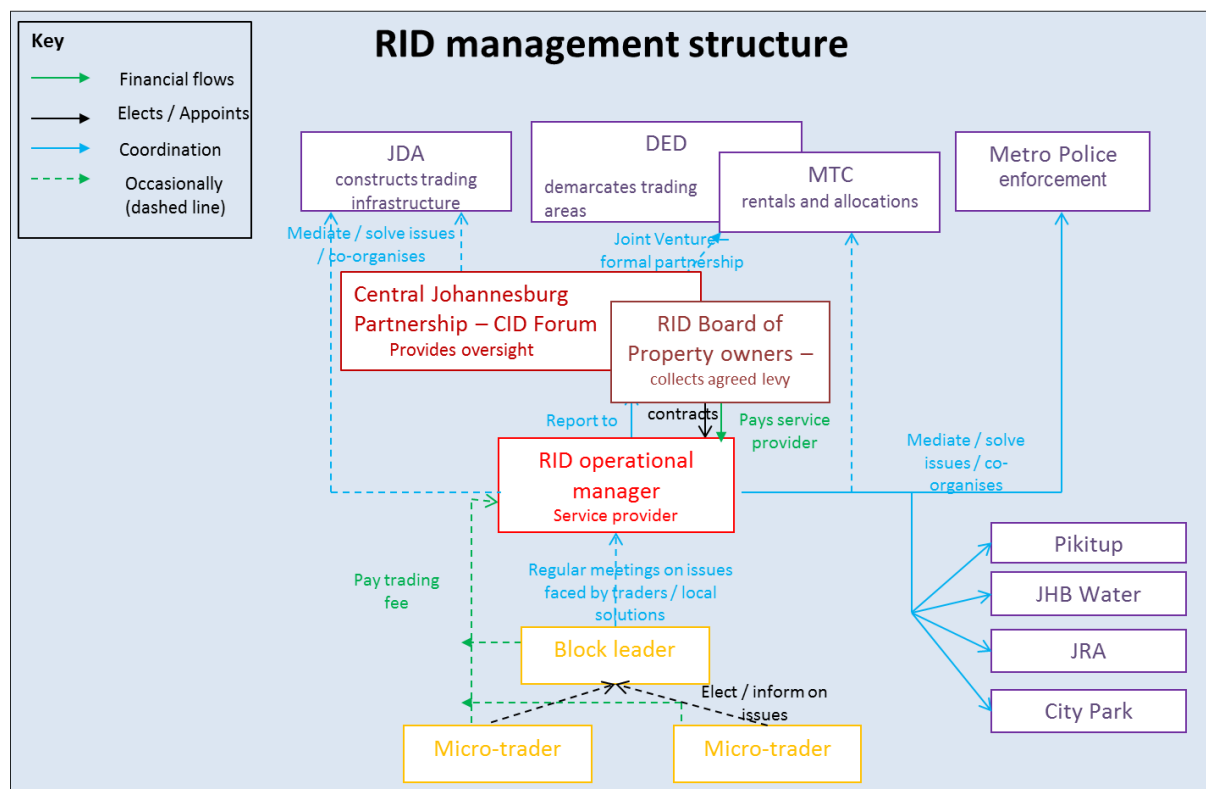 RID management structure
Key
Financial flows
Elects / Appoints
Coordination
Occasionally
(dashed line)
JDA
constructs trading
infrastructure
DED
demarcates trading
areas
MTC
rentals and allocations
Metro Police
enforcement
Mediate / solve issues
/ co-organises
Joint Venture –
formal partnership
Central Johannesburg
Partnership – CID Forum
Provides oversight
RID Board of
Property owners –
collects agreed levy
Report to
contracts
Pays service
provider
Mediate / solve
issues / co-
organises
RID operational
manager
Service provider
Pay trading
fee
Regular meetings on issues
faced by traders / local
solutions
Pikitup
JHB Water
JRA
City Park
Block leader
Elect / inform on
issues
Micro-trader
Micro-trader